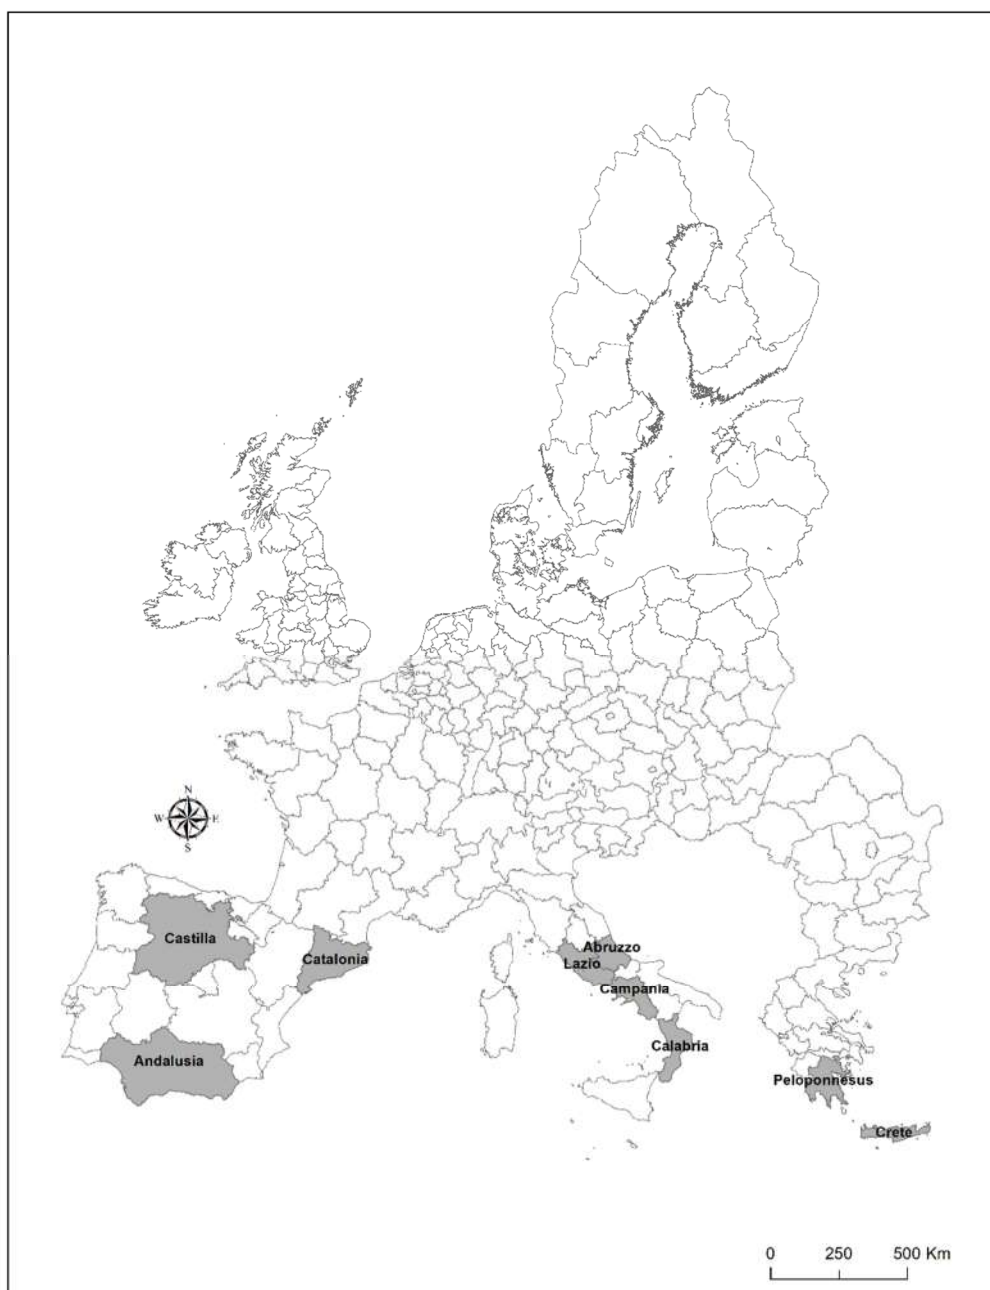 N
W E
S
Castilla
Catalonia
Abruzzo
Lazio
Campania
Calabria
Andalusia
Peloponnesus
Crete
0 250 500 Km